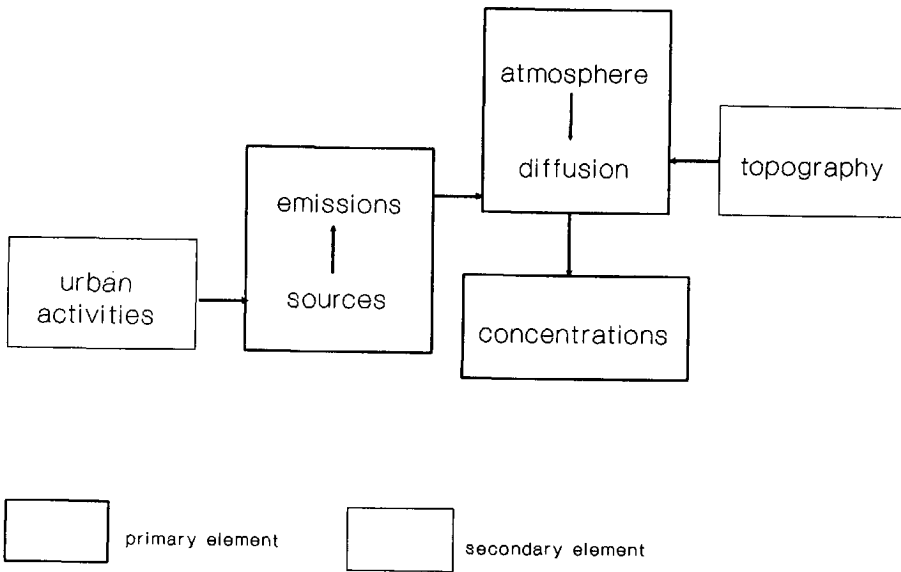 urban
activities
emissions
sources
atmosphere
diffusion
topography
concentrations
primary element
secondary element